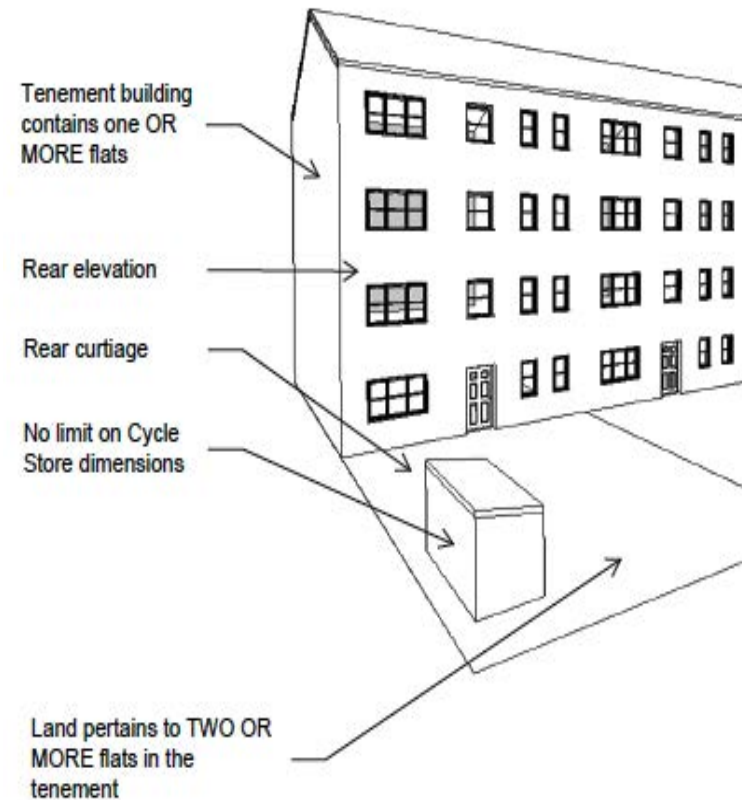 Tenement building
contains one OR
MORE flats
Rear elevation
Rear curtiage
No limit on Cycle
Store dimensions
Land pertains to TWO OR
MORE flats in the
tenement